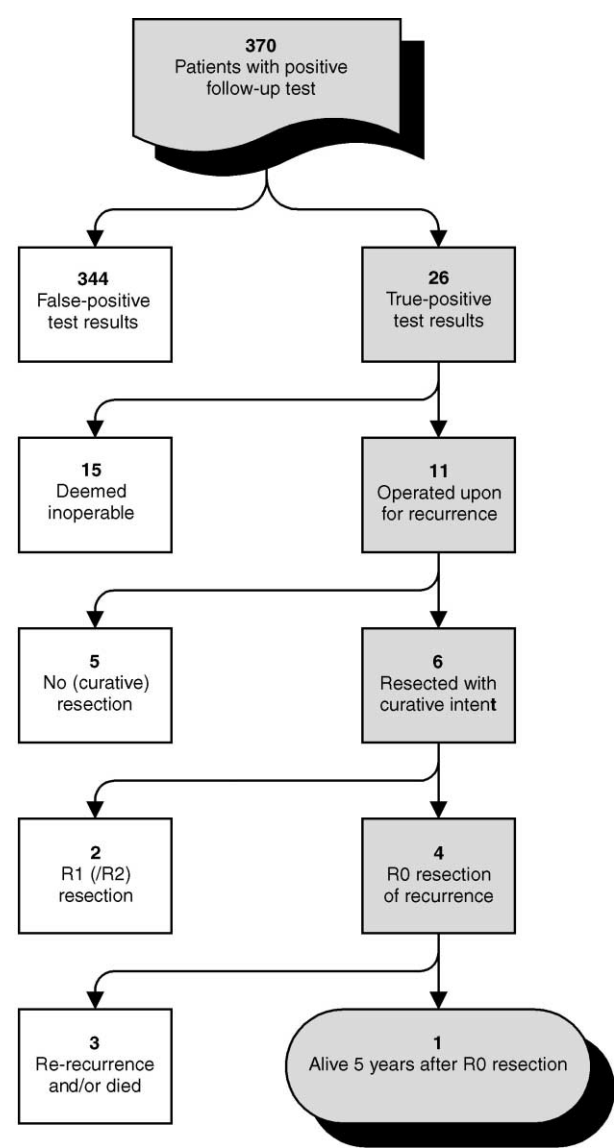 370
Patients with positive
follow-up test
344
False-positive
test results
26
True-positive
test results
15
Deemed
inoperable
11
Operated upon
for recurrence
5
No (curative)
resection
6
Resected with
curative intent
2
R1 (/R2)
resection
4
R0 resection
of recurrence
3
Re-recurrence
and/or died
1
Alive 5 years after R0 resection